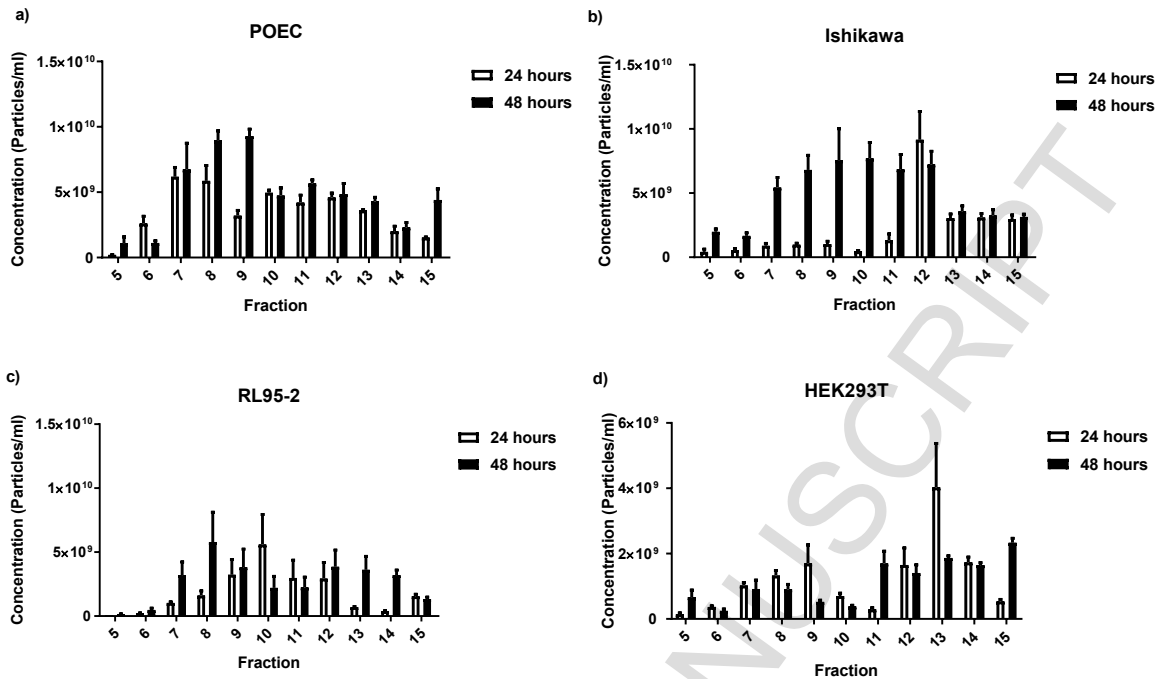 a)
POEC
Concentration (Particles/ml)
1.5×10¹⁰
1×10¹⁰
5×10⁹
0
5 6 7 8 9 10 11 12 13 14 15
Fraction
24 hours
48 hours
b)
Ishikawa
Concentration (Particles/ml)
1.5×10¹⁰
1×10¹⁰
5×10⁹
0
5 6 7 8 9 10 11 12 13 14 15
Fraction
24 hours
48 hours
c)
RL95-2
Concentration (Particles/ml)
1.5×10¹⁰
1×10¹⁰
5×10⁹
0
5 6 7 8 9 10 11 12 13 14 15
Fraction
24 hours
48 hours
d)
HEK293T
Concentration (Particles/ml)
6×10⁹
4×10⁹
2×10⁹
0
5 6 7 8 9 10 11 12 13 14 15
Fraction
24 hours
48 hours
NUSCRIPT